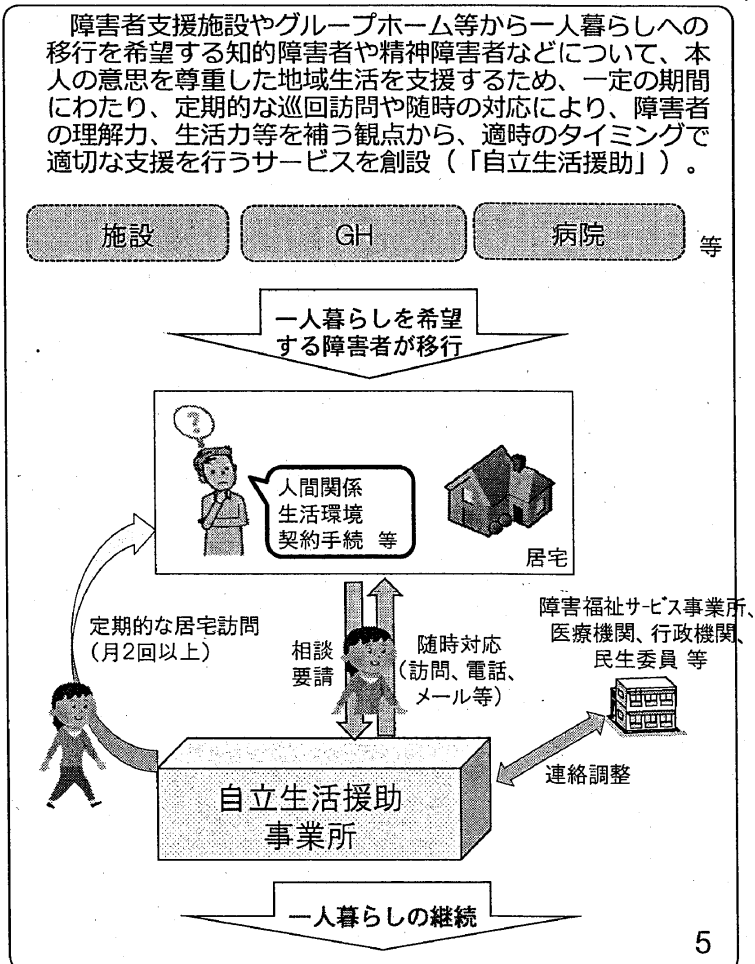 障害者支援施設やグループホーム等から一人暮らしへの
移行を希望する知的障害者や精神障害者などについて、本
人の意思を尊重した地域生活を支援するため、一定の期間
にわたり、定期的な巡回訪問や随時の対応により、障害者
の理解力、生活力等を補う観点から、適時のタイミングで
適切な支援を行うサービスを創設（「自立生活援助」）。
施設
GH
病院
等
一人暮らしを希望
する障害者が移行
?
人間関係
生活環境
契約手続 等
居宅
定期的な居宅訪問
（月2回以上）
相談
要請
随時対応
（訪問、電話、
メール等）
障害福祉サービス事業所、
医療機関、行政機関、
民生委員 等
連絡調整
自立生活援助
事業所
一人暮らしの継続
5